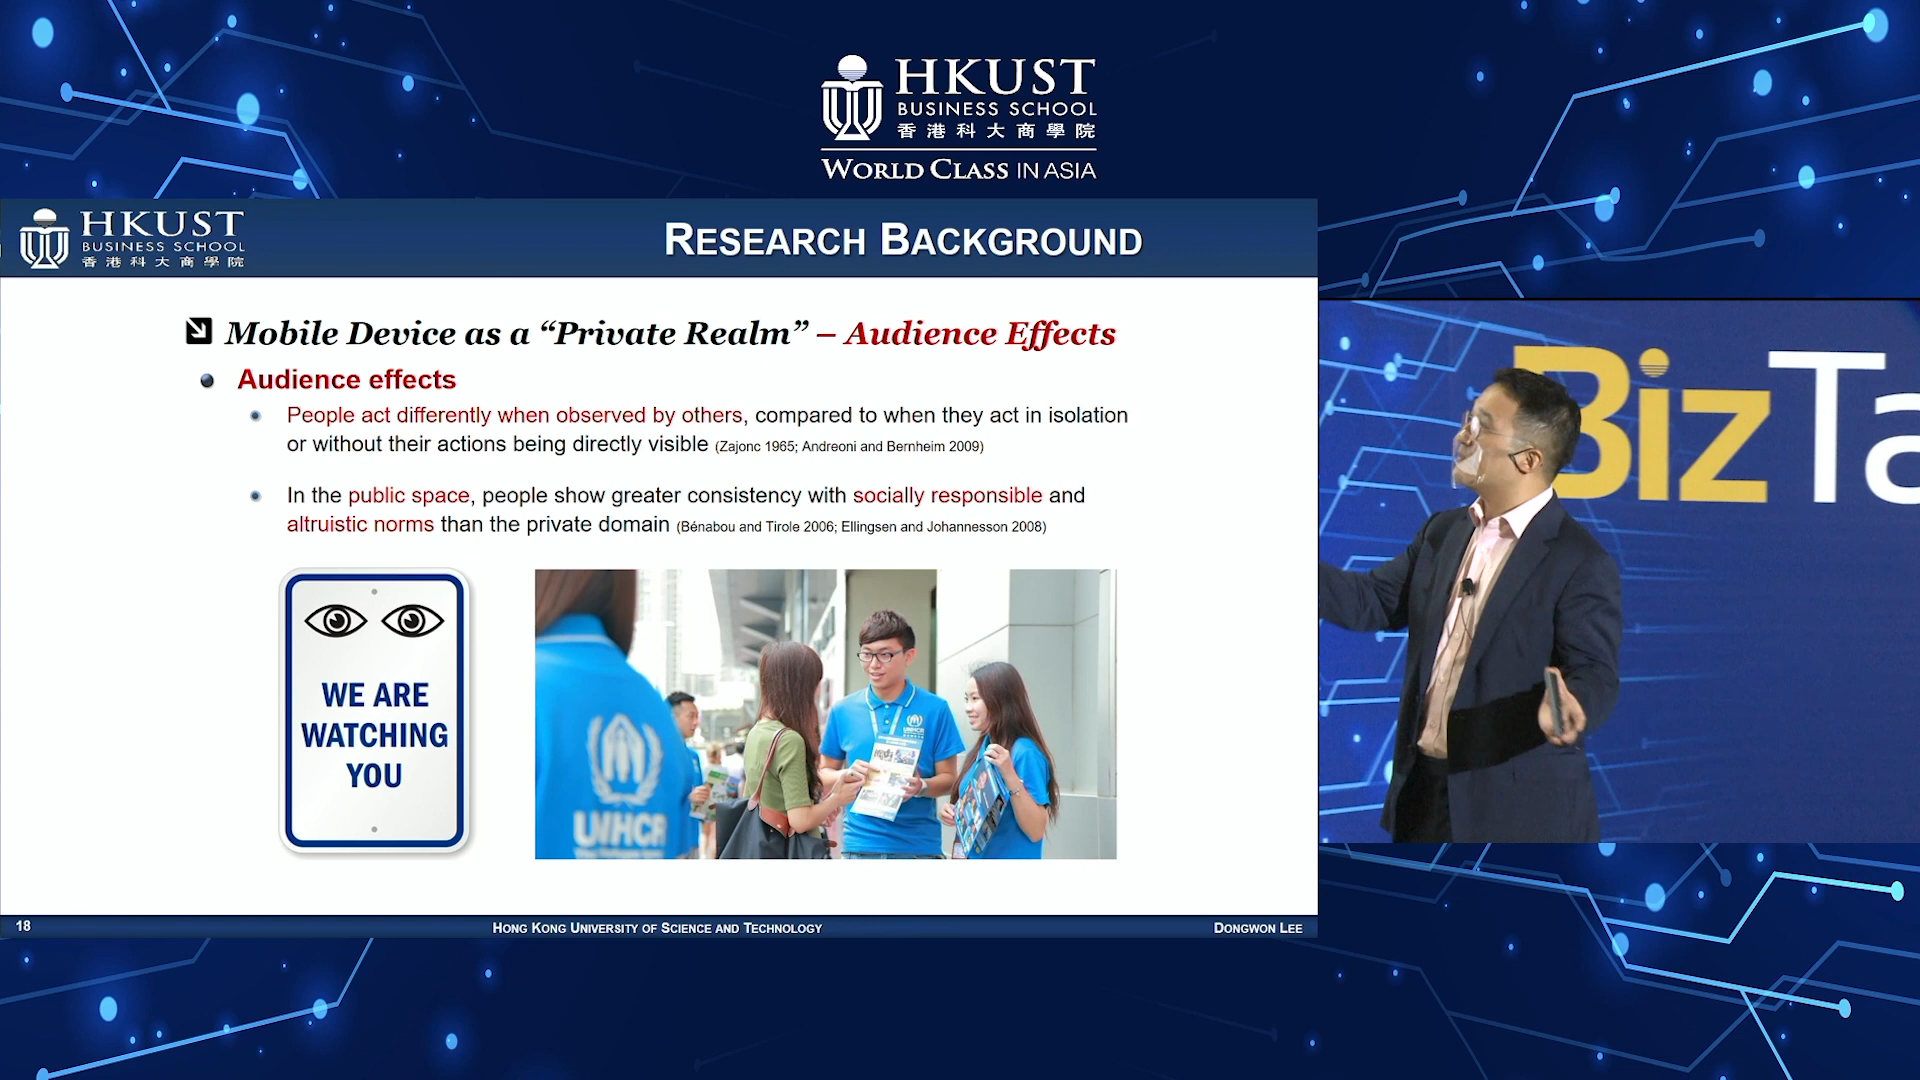 HKUST
BUSINESS SCHOOL
香港科大商學院
WORLD CLASS IN ASIA
HKUST
BUSINESS SCHOOL
香港科大商學院
RESEARCH BACKGROUND
Mobile Device as a “Private Realm” – Audience Effects
Audience effects
People act differently when observed by others, compared to when they act in isolation
or without their actions being directly visible (Zajonc 1965; Andreoni and Bernheim 2009)
In the public space, people show greater consistency with socially responsible and
altruistic norms than the private domain (Bénabou and Tirole 2006; Ellingsen and Johannesson 2008)
WE ARE
WATCHING
YOU
UNHCR
UNHCR
BizTa
18
HONG KONG UNIVERSITY OF SCIENCE AND TECHNOLOGY
DONGWON LEE